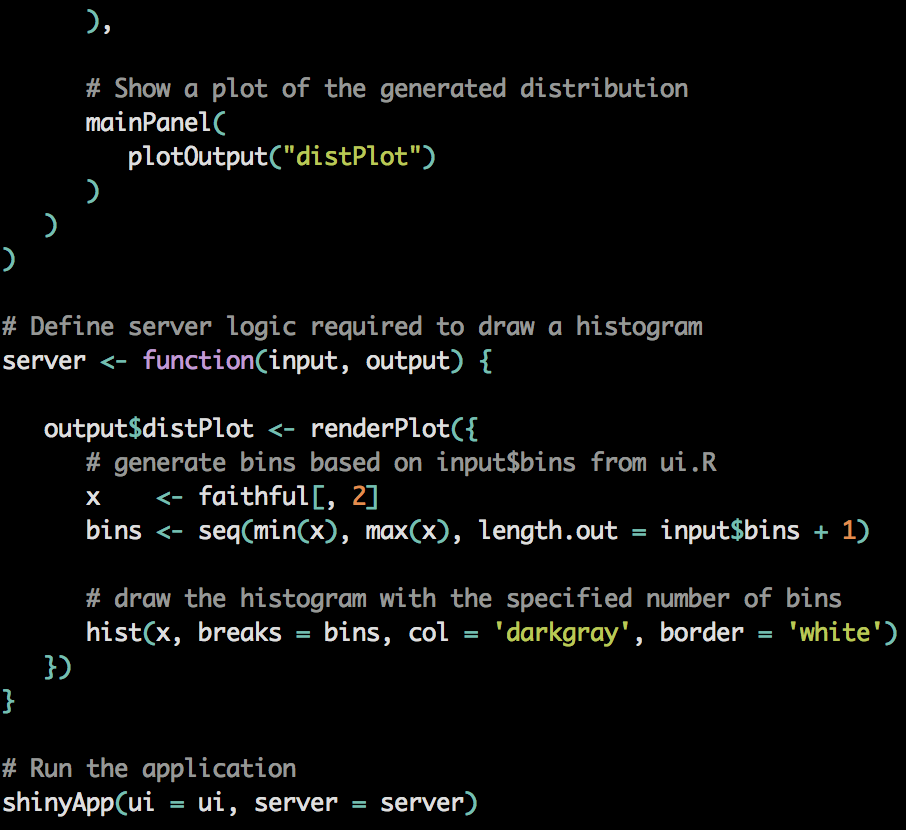 ),

      # Show a plot of the generated distribution
      mainPanel(
         plotOutput("distPlot")
      )
   )
)

# Define server logic required to draw a histogram
server <- function(input, output) {

   output$distPlot <- renderPlot({
      # generate bins based on input$bins from ui.R
      x    <- faithful[, 2]
      bins <- seq(min(x), max(x), length.out = input$bins + 1)

      # draw the histogram with the specified number of bins
      hist(x, breaks = bins, col = 'darkgray', border = 'white')
   })
}

# Run the application
shinyApp(ui = ui, server = server)